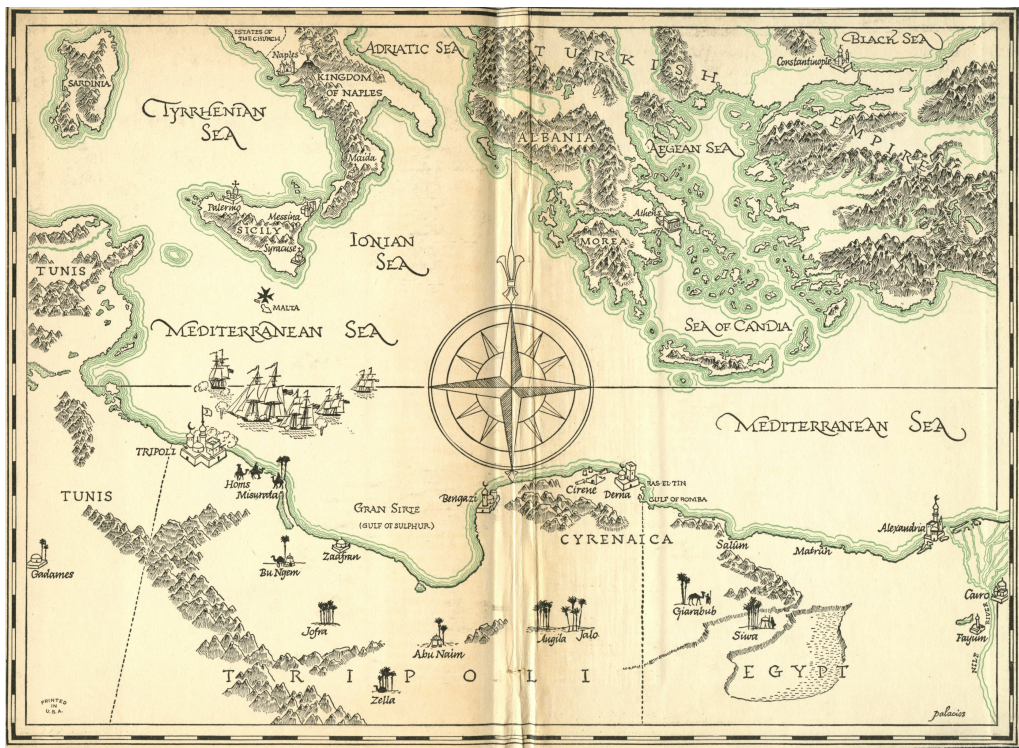 ESTATES OF
THE CHURCH
Naples
ADRIATIC SEA
TURKISH
BLACK SEA
Constantinople
SARDINIA
KINGDOM
OF NAPLES
TYRRHENIAN
SEA
ALBANIA
EMPIRE
AEGEAN SEA
Maida
Palermo
Messina
SICILY
Syracuse
Athens
MOREA
IONIAN
SEA
TUNIS
MALTA
MEDITERRANEAN SEA
SEA OF CANDIA
MEDITERRANEAN SEA
TRIPOLI
Homs
Misurata
TUNIS
GRAN SIRTE
(GULF OF SULPHUR)
Bengazi
Cirene
Derna
RAS-EL-TIN
GULF OF BOMBA
CYRENAICA
Alexandria
Salûm
Matrûh
Zaafran
Bu Ngem
Gadames
Giarabub
Siwa
Cairo
Fayum
NILE RIVER
Jofra
Abu Naim
Augila
Jalo
TRIPOLI
EGYPT
Zella
PRINTED
IN
U.S.A.
palacios